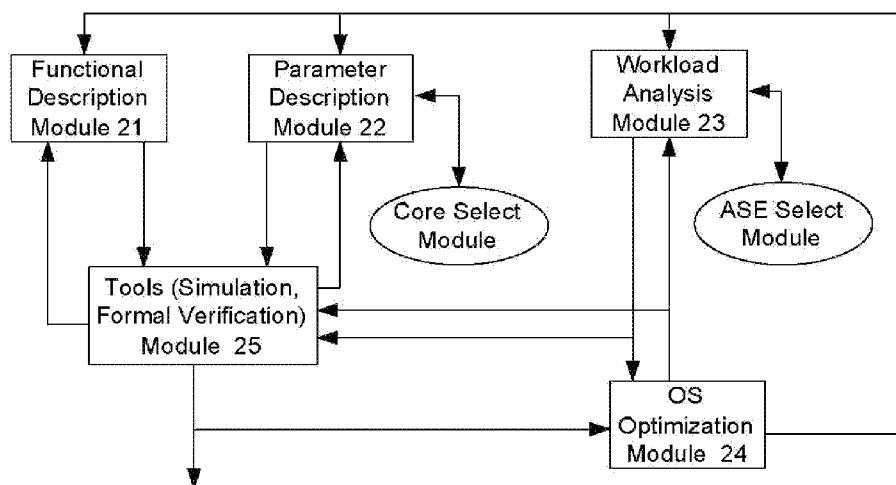 Functional
Description
Module 21
Parameter
Description
Module 22
Workload
Analysis
Module 23
Core Select
Module
ASE Select
Module
Tools (Simulation,
Formal Verification)
Module 25
OS
Optimization
Module 24